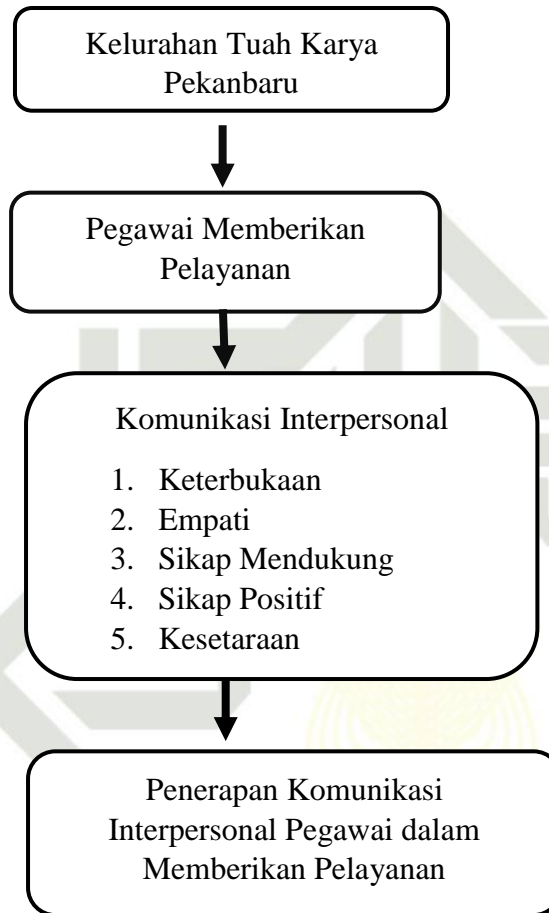 Kelurahan Tuah Karya
Pekanbaru
Pegawai Memberikan
Pelayanan
Komunikasi Interpersonal
1. Keterbukaan
2. Empati
3. Sikap Mendukung
4. Sikap Positif
5. Kesetaraan
Penerapan Komunikasi
Interpersonal Pegawai dalam
Memberikan Pelayanan